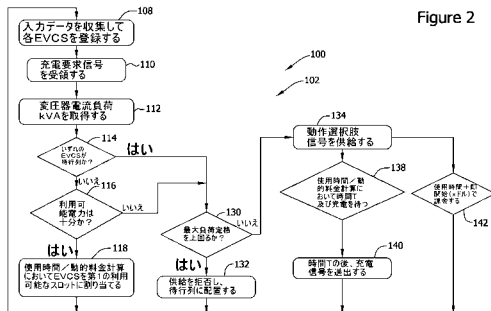 Figure 2
入力データを収集して
各EVCSを登録する
108
充電要求信号
を受領する
110
変圧器電流負荷
kVAを取得する
112
いずれの
EVCSが
待行列か?
114
はい
いいえ
利用可
能電力は
十分か?
116
いいえ
はい
使用時間/動的料金計算
においてEVCSを第1の利用
可能なスロットに割り当てる
118
最大負荷定格
を上回るか?
130
いいえ
はい
供給を拒否し、
待行列に配置する
132
100
102
動作選択肢
信号を供給する
134
使用時間/動
的料金計算に
おいて時間T
及び充電を待つ
138
時間Tの後、充電
信号を送出する
140
使用時間+即
課金する
142